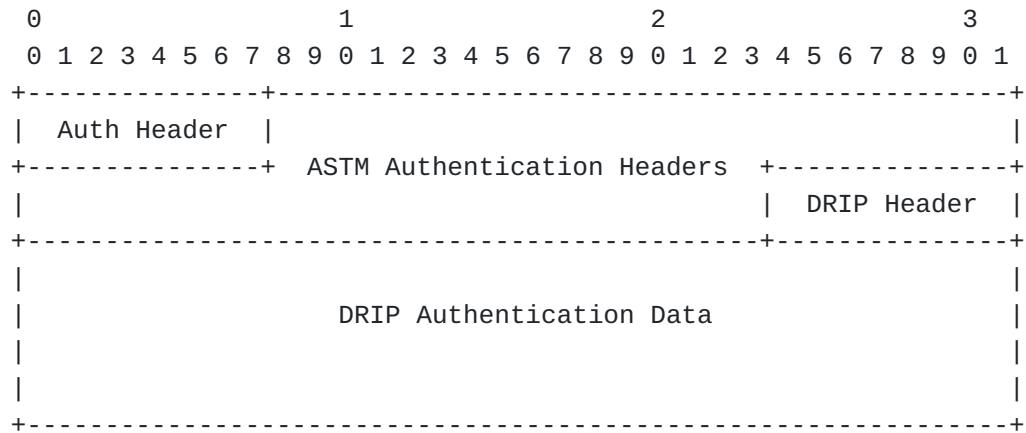 0                   1                   2                   3
0 1 2 3 4 5 6 7 8 9 0 1 2 3 4 5 6 7 8 9 0 1 2 3 4 5 6 7 8 9 0 1
+---------------+-----------------------------------------------+
|  Auth Header  |                                               |
+---------------+  ASTM Authentication Headers  +---------------+
|                                               |  DRIP Header  |
+-----------------------------------------------+---------------+
|                                                               |
|                    DRIP Authentication Data                   |
|                                                               |
|                                                               |
+---------------------------------------------------------------+